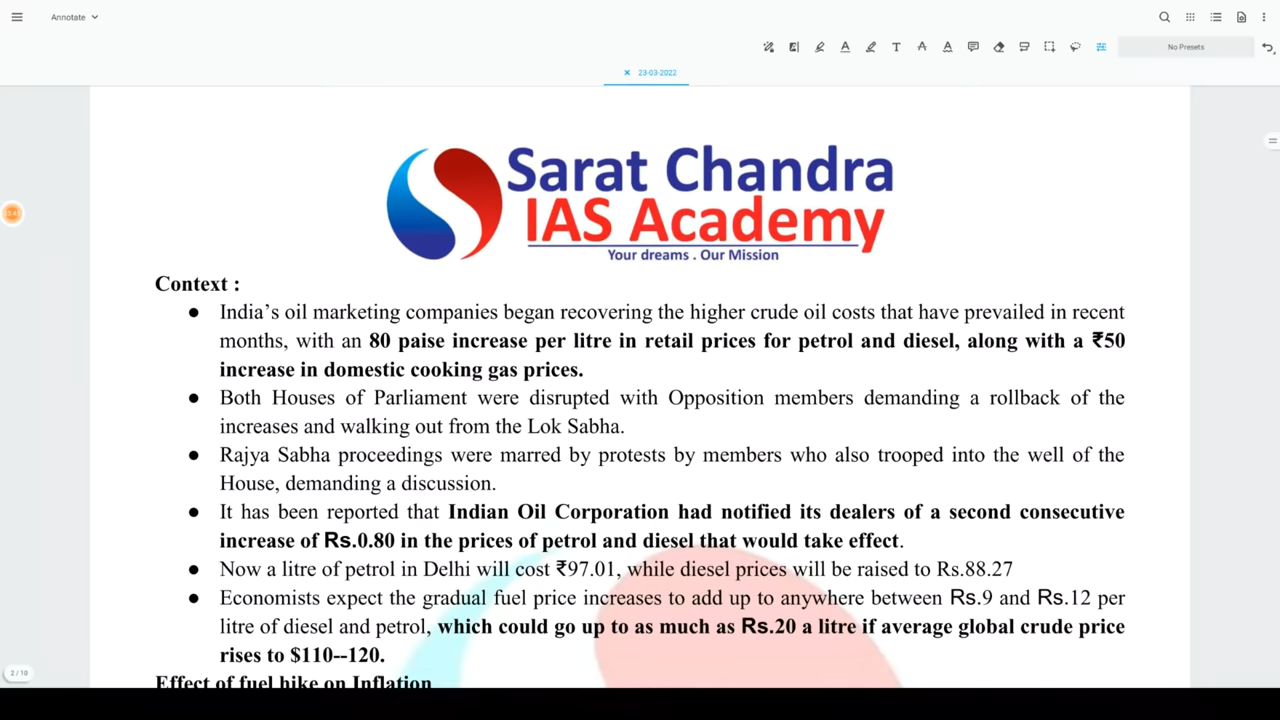 Annotate
No Presets
23-03-2022
Sarat Chandra
IAS Academy
Your dreams . Our Mission
Context :
● India’s oil marketing companies began recovering the higher crude oil costs that have prevailed in recent
months, with an 80 paise increase per litre in retail prices for petrol and diesel, along with a ₹50
increase in domestic cooking gas prices.
● Both Houses of Parliament were disrupted with Opposition members demanding a rollback of the
increases and walking out from the Lok Sabha.
● Rajya Sabha proceedings were marred by protests by members who also trooped into the well of the
House, demanding a discussion.
● It has been reported that Indian Oil Corporation had notified its dealers of a second consecutive
increase of Rs.0.80 in the prices of petrol and diesel that would take effect.
● Now a litre of petrol in Delhi will cost ₹97.01, while diesel prices will be raised to Rs.88.27
● Economists expect the gradual fuel price increases to add up to anywhere between Rs.9 and Rs.12 per
litre of diesel and petrol, which could go up to as much as Rs.20 a litre if average global crude price
rises to $110--120.
2 / 10
Effect of fuel hike on Inflation